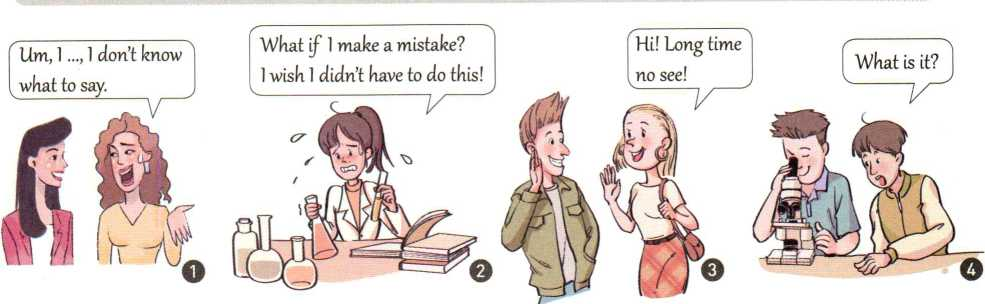 Um, I ..., I don't know
what to say.
1
What if I make a mistake?
I wish I didn't have to do this!
2
Hi! Long time
no see!
3
What is it?
4